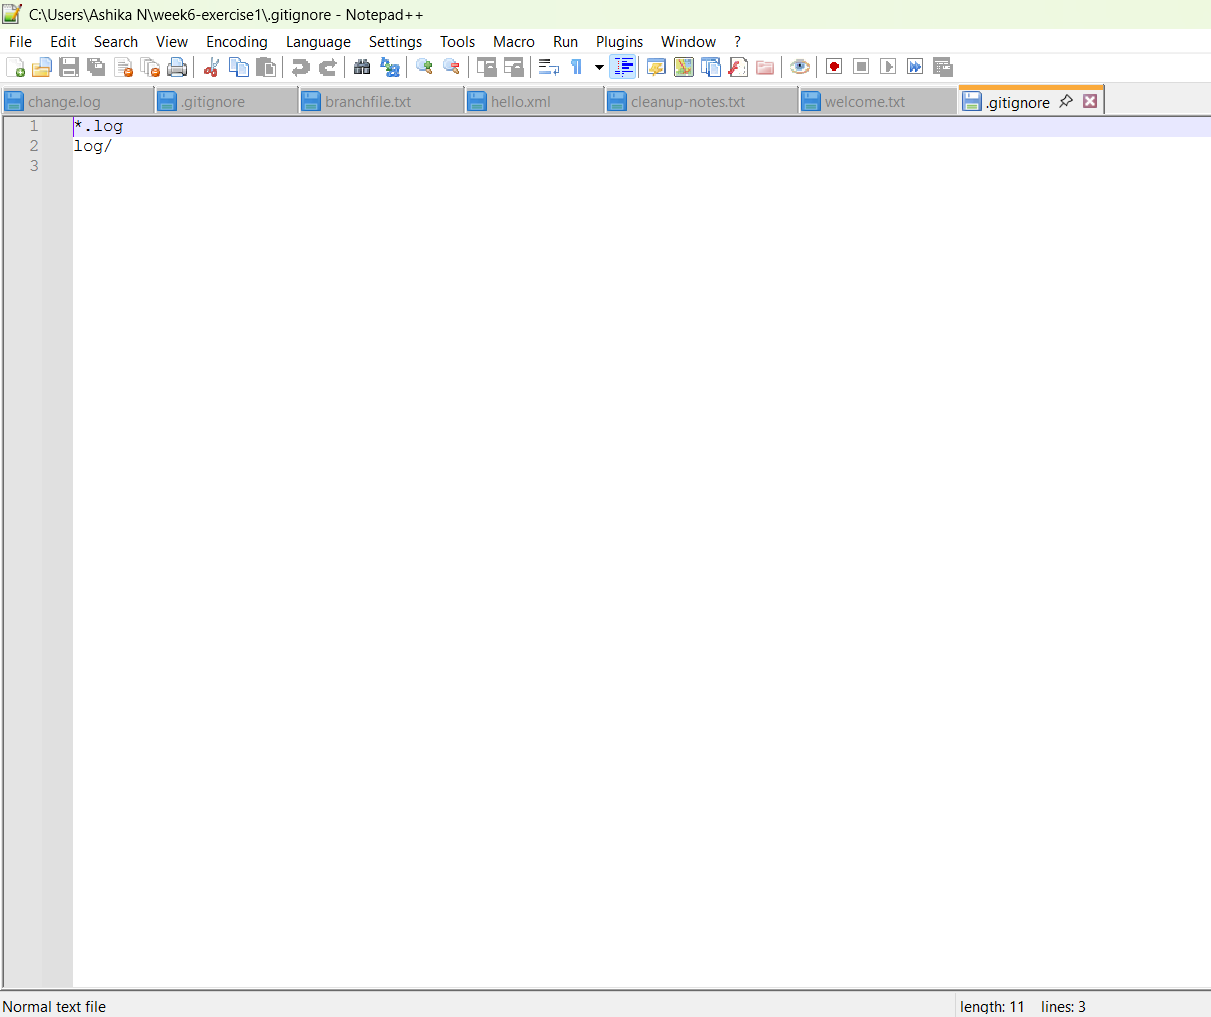 C:\Users\Ashika N\week6-exercise1\.gitignore - Notepad++
File Edit Search View Encoding Language Settings Tools Macro Run Plugins Window ?
change.log .gitignore branchfile.txt hello.xml cleanup-notes.txt welcome.txt .gitignore
1 *.log
2 log/
3
Normal text file length: 11 lines: 3